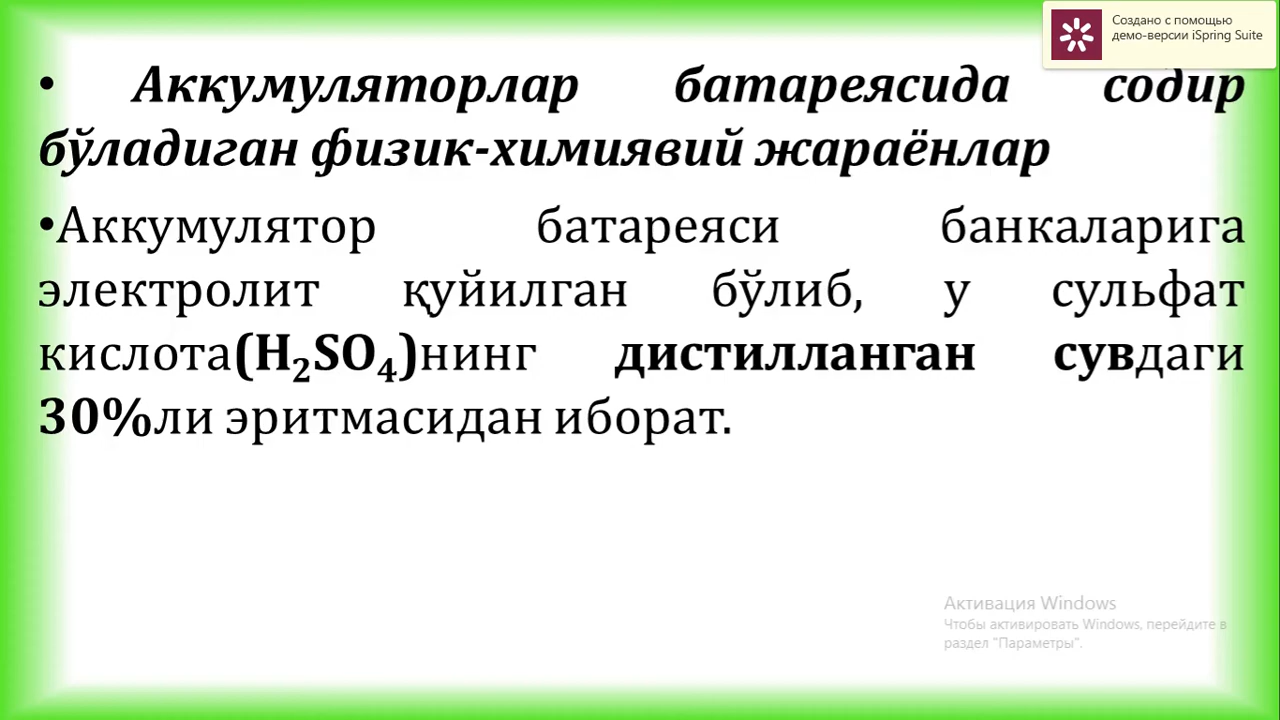 Создано с помощью
демо-версии iSpring Suite
• Аккумуляторлар батареясида содир
бўладиган физик-химиявий жараёнлар
•Аккумулятор батареяси банкаларига
электролит қуйилган бўлиб, у сульфат
кислота(H₂SO₄)нинг дистилланган сувдаги
30%ли эритмасидан иборат.
Активация Windows
Чтобы активировать Windows, перейдите в
раздел "Параметры".